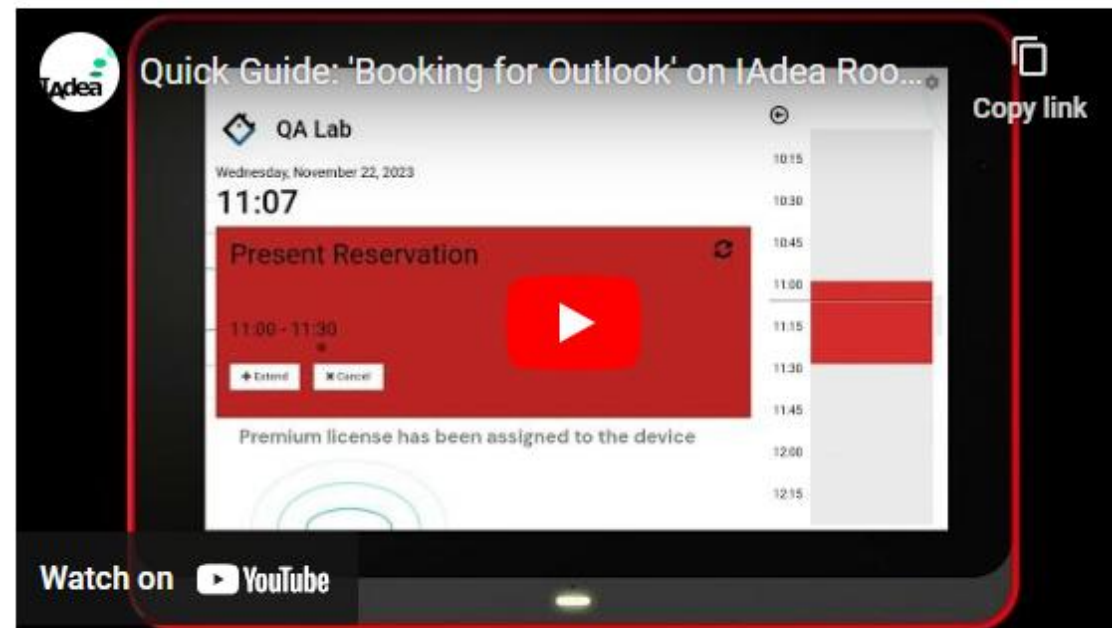 IAdea
Quick Guide: 'Booking for Outlook' on IAdea Roo...
Copy link
QA Lab
Wednesday, November 22, 2023
11:07
Present Reservation
11:00 - 11:30
Extend
Cancel
Premium license has been assigned to the device
10:15
10:30
10:45
11:00
11:15
11:30
11:45
12:00
12:15
Watch on YouTube